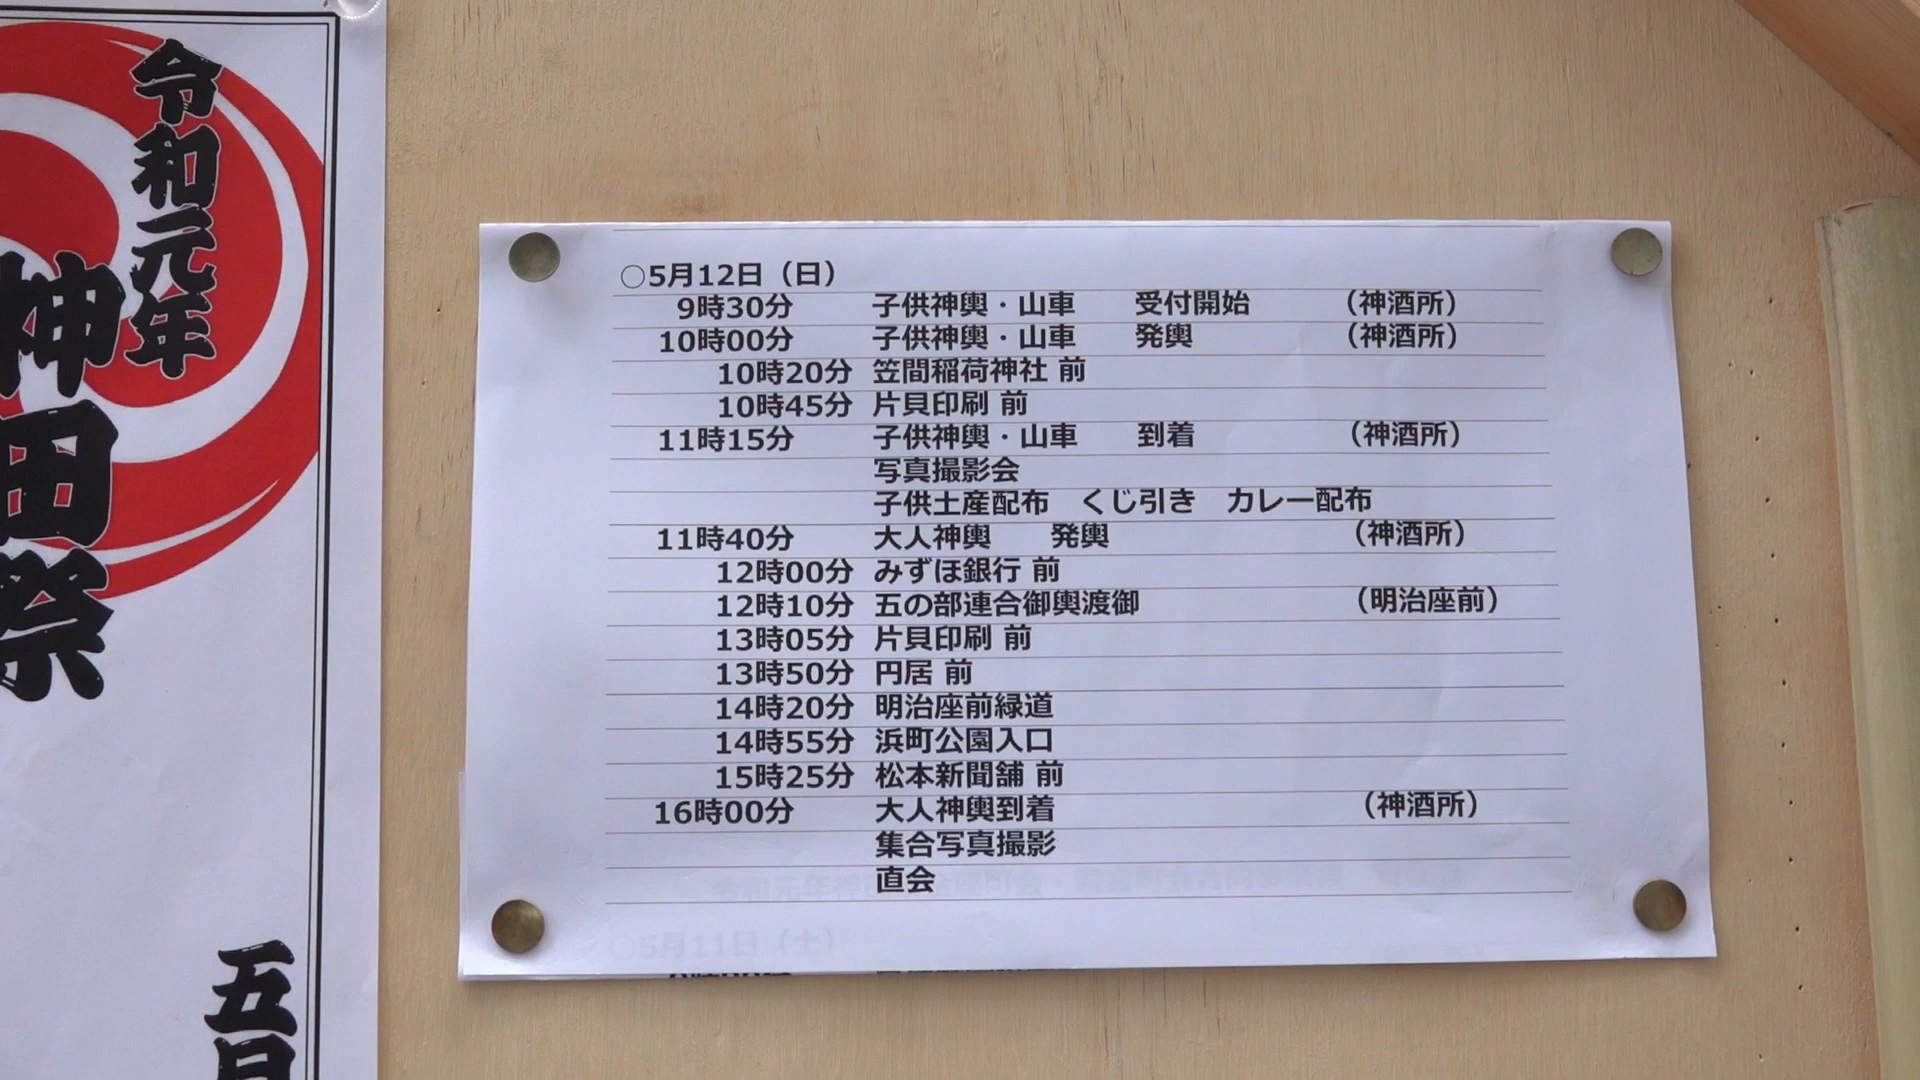 令和元年
神田祭
五月
○5月12日（日）
9時30分 子供神輿・山車 受付開始 （神酒所）
10時00分 子供神輿・山車 発輿 （神酒所）
10時20分 笠間稲荷神社 前
10時45分 片貝印刷 前
11時15分 子供神輿・山車 到着 （神酒所）
写真撮影会
子供土産配布 くじ引き カレー配布
11時40分 大人神輿 発輿 （神酒所）
12時00分 みずほ銀行 前
12時10分 五の部連合御輿渡御 （明治座前）
13時05分 片貝印刷 前
13時50分 円居 前
14時20分 明治座前緑道
14時55分 浜町公園入口
15時25分 松本新聞舗 前
16時00分 大人神輿到着 （神酒所）
集合写真撮影
直会
○5月11日（土）